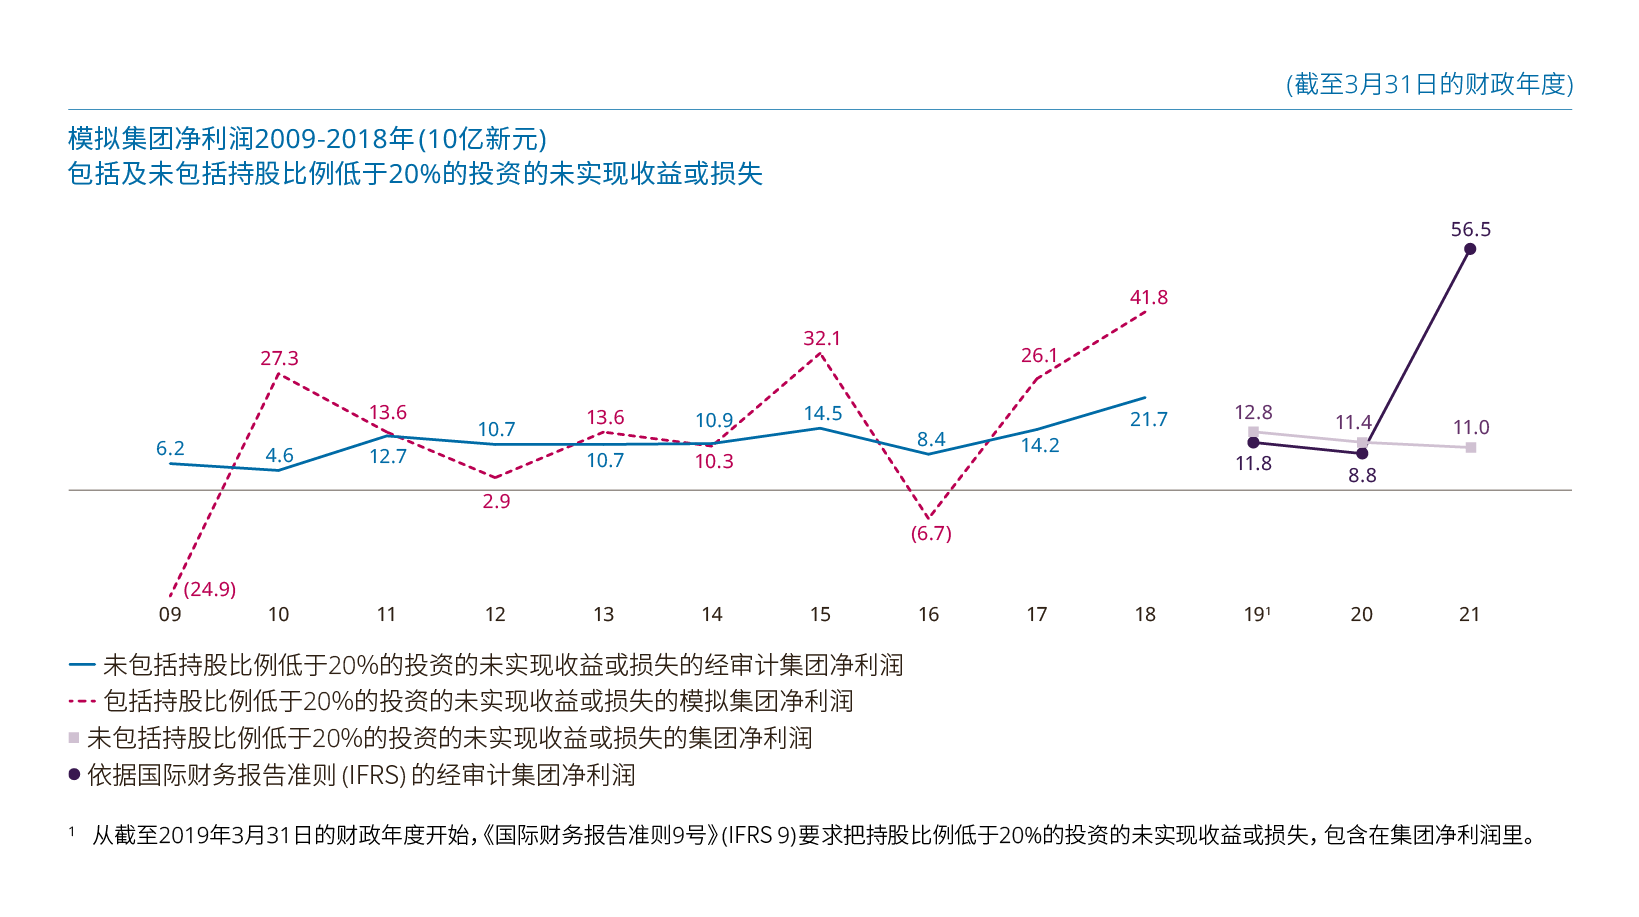 (截至3月31日的财政年度)
模拟集团净利润2009-2018年(10亿新元)
包括及未包括持股比例低于20%的投资的未实现收益或损失
56.5
41.8
32.1
27.3
26.1
13.6
13.6
12.8
11.4
11.0
10.9
14.5
21.7
10.7
8.4
6.2
4.6
12.7
10.7
10.3
14.2
11.8
8.8
2.9
(6.7)
(24.9)
09 10 11 12 13 14 15 16 17 18 19¹ 20 21
未包括持股比例低于20%的投资的未实现收益或损失的经审计集团净利润
包括持股比例低于20%的投资的未实现收益或损失的模拟集团净利润
未包括持股比例低于20%的投资的未实现收益或损失的集团净利润
依据国际财务报告准则(IFRS)的经审计集团净利润
¹ 从截至2019年3月31日的财政年度开始，《国际财务报告准则9号》(IFRS 9)要求把持股比例低于20%的投资的未实现收益或损失，包含在集团净利润里。